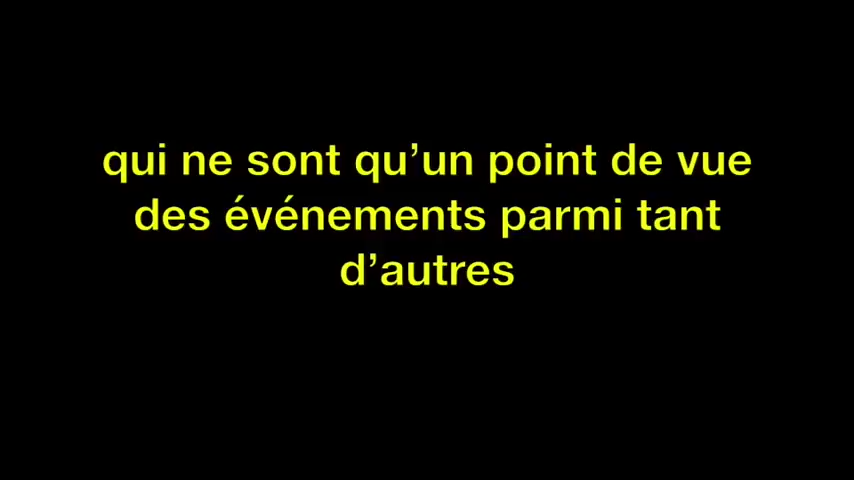 qui ne sont qu’un point de vue
des événements parmi tant
d’autres